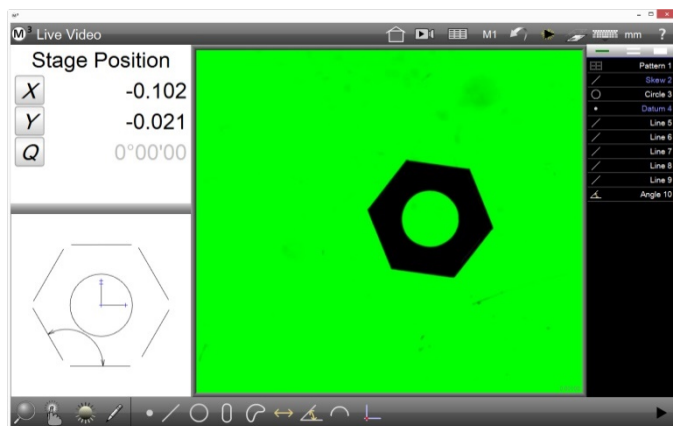 M³ Live Video
M1
mm
?
Stage Position
X -0.102
Y -0.021
Q 0°00'00
Pattern 1
Skew 2
Circle 3
Datum 4
Line 5
Line 6
Line 7
Line 8
Line 9
Angle 10